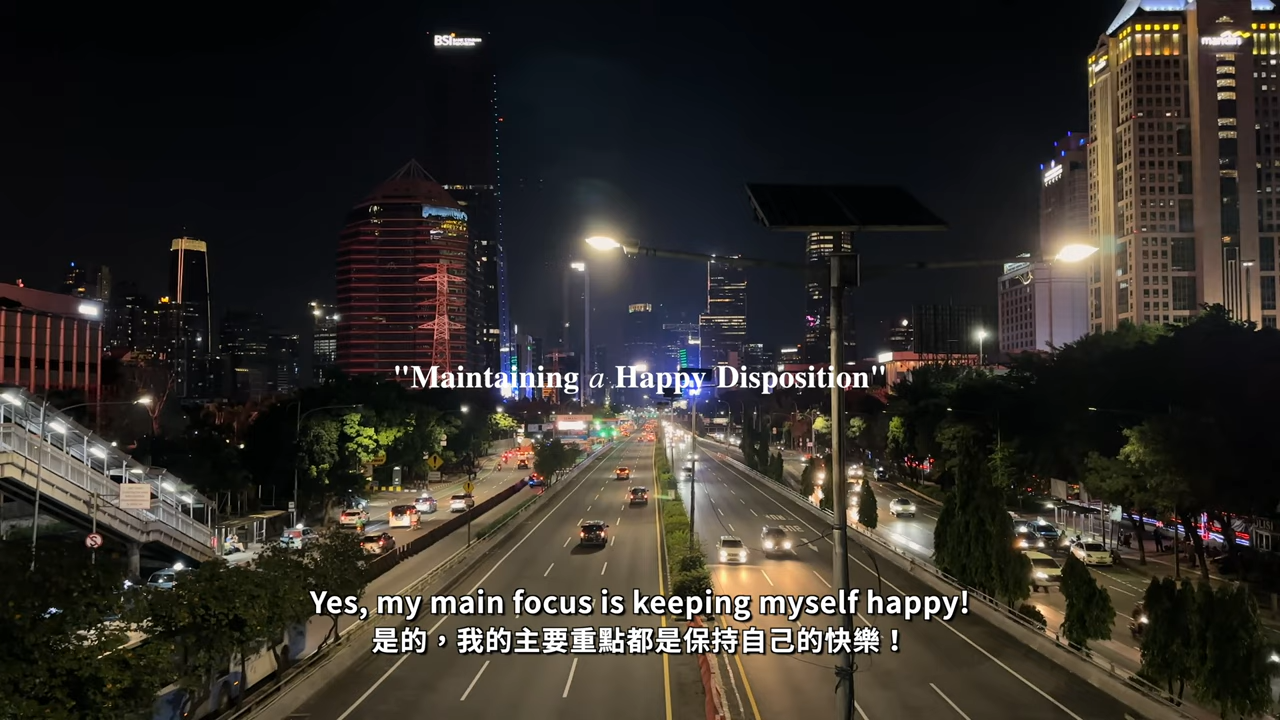 BSI
mandiri
"Maintaining a Happy Disposition"
Yes, my main focus is keeping myself happy!
是的，我的主要重點都是保持自己的快樂！